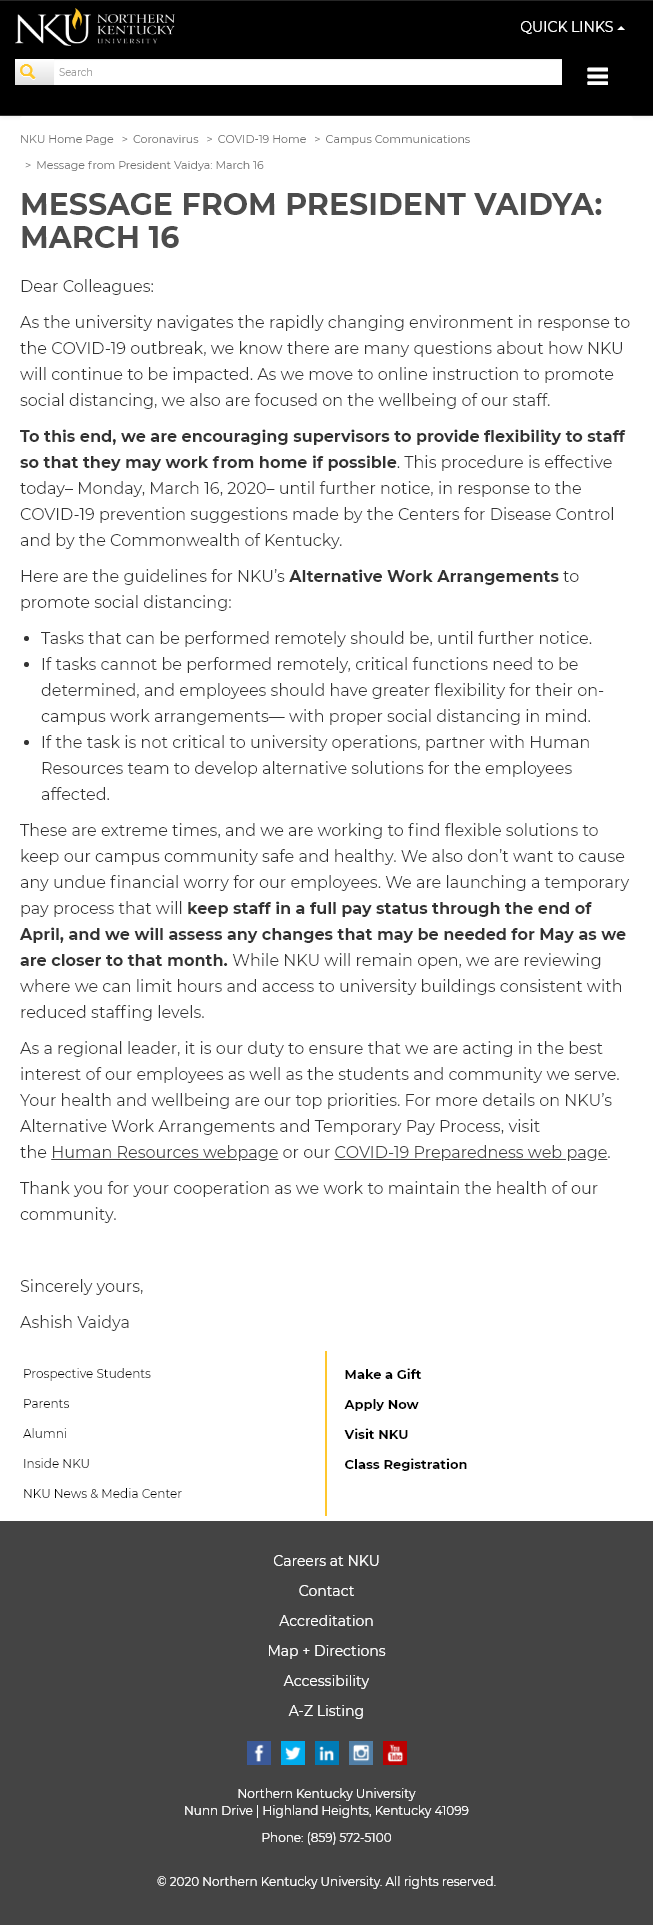 NKU NORTHERN
KENTUCKY
UNIVERSITY
QUICK LINKS
Search
NKU Home Page > Coronavirus > COVID-19 Home > Campus Communications
> Message from President Vaidya: March 16
MESSAGE FROM PRESIDENT VAIDYA:
MARCH 16
Dear Colleagues:
As the university navigates the rapidly changing environment in response to
the COVID-19 outbreak, we know there are many questions about how NKU
will continue to be impacted. As we move to online instruction to promote
social distancing, we also are focused on the wellbeing of our staff.
To this end, we are encouraging supervisors to provide flexibility to staff
so that they may work from home if possible. This procedure is effective
today– Monday, March 16, 2020– until further notice, in response to the
COVID-19 prevention suggestions made by the Centers for Disease Control
and by the Commonwealth of Kentucky.
Here are the guidelines for NKU’s Alternative Work Arrangements to
promote social distancing:
• Tasks that can be performed remotely should be, until further notice.
• If tasks cannot be performed remotely, critical functions need to be
determined, and employees should have greater flexibility for their on-
campus work arrangements— with proper social distancing in mind.
• If the task is not critical to university operations, partner with Human
Resources team to develop alternative solutions for the employees
affected.
These are extreme times, and we are working to find flexible solutions to
keep our campus community safe and healthy. We also don’t want to cause
any undue financial worry for our employees. We are launching a temporary
pay process that will keep staff in a full pay status through the end of
April, and we will assess any changes that may be needed for May as we
are closer to that month. While NKU will remain open, we are reviewing
where we can limit hours and access to university buildings consistent with
reduced staffing levels.
As a regional leader, it is our duty to ensure that we are acting in the best
interest of our employees as well as the students and community we serve.
Your health and wellbeing are our top priorities. For more details on NKU’s
Alternative Work Arrangements and Temporary Pay Process, visit
the Human Resources webpage or our COVID-19 Preparedness web page.
Thank you for your cooperation as we work to maintain the health of our
community.
Sincerely yours,
Ashish Vaidya
Prospective Students
Parents
Alumni
Inside NKU
NKU News & Media Center
Make a Gift
Apply Now
Visit NKU
Class Registration
Careers at NKU
Contact
Accreditation
Map + Directions
Accessibility
A-Z Listing
f in You Tube
Northern Kentucky University
Nunn Drive | Highland Heights, Kentucky 41099
Phone: (859) 572-5100
© 2020 Northern Kentucky University. All rights reserved.